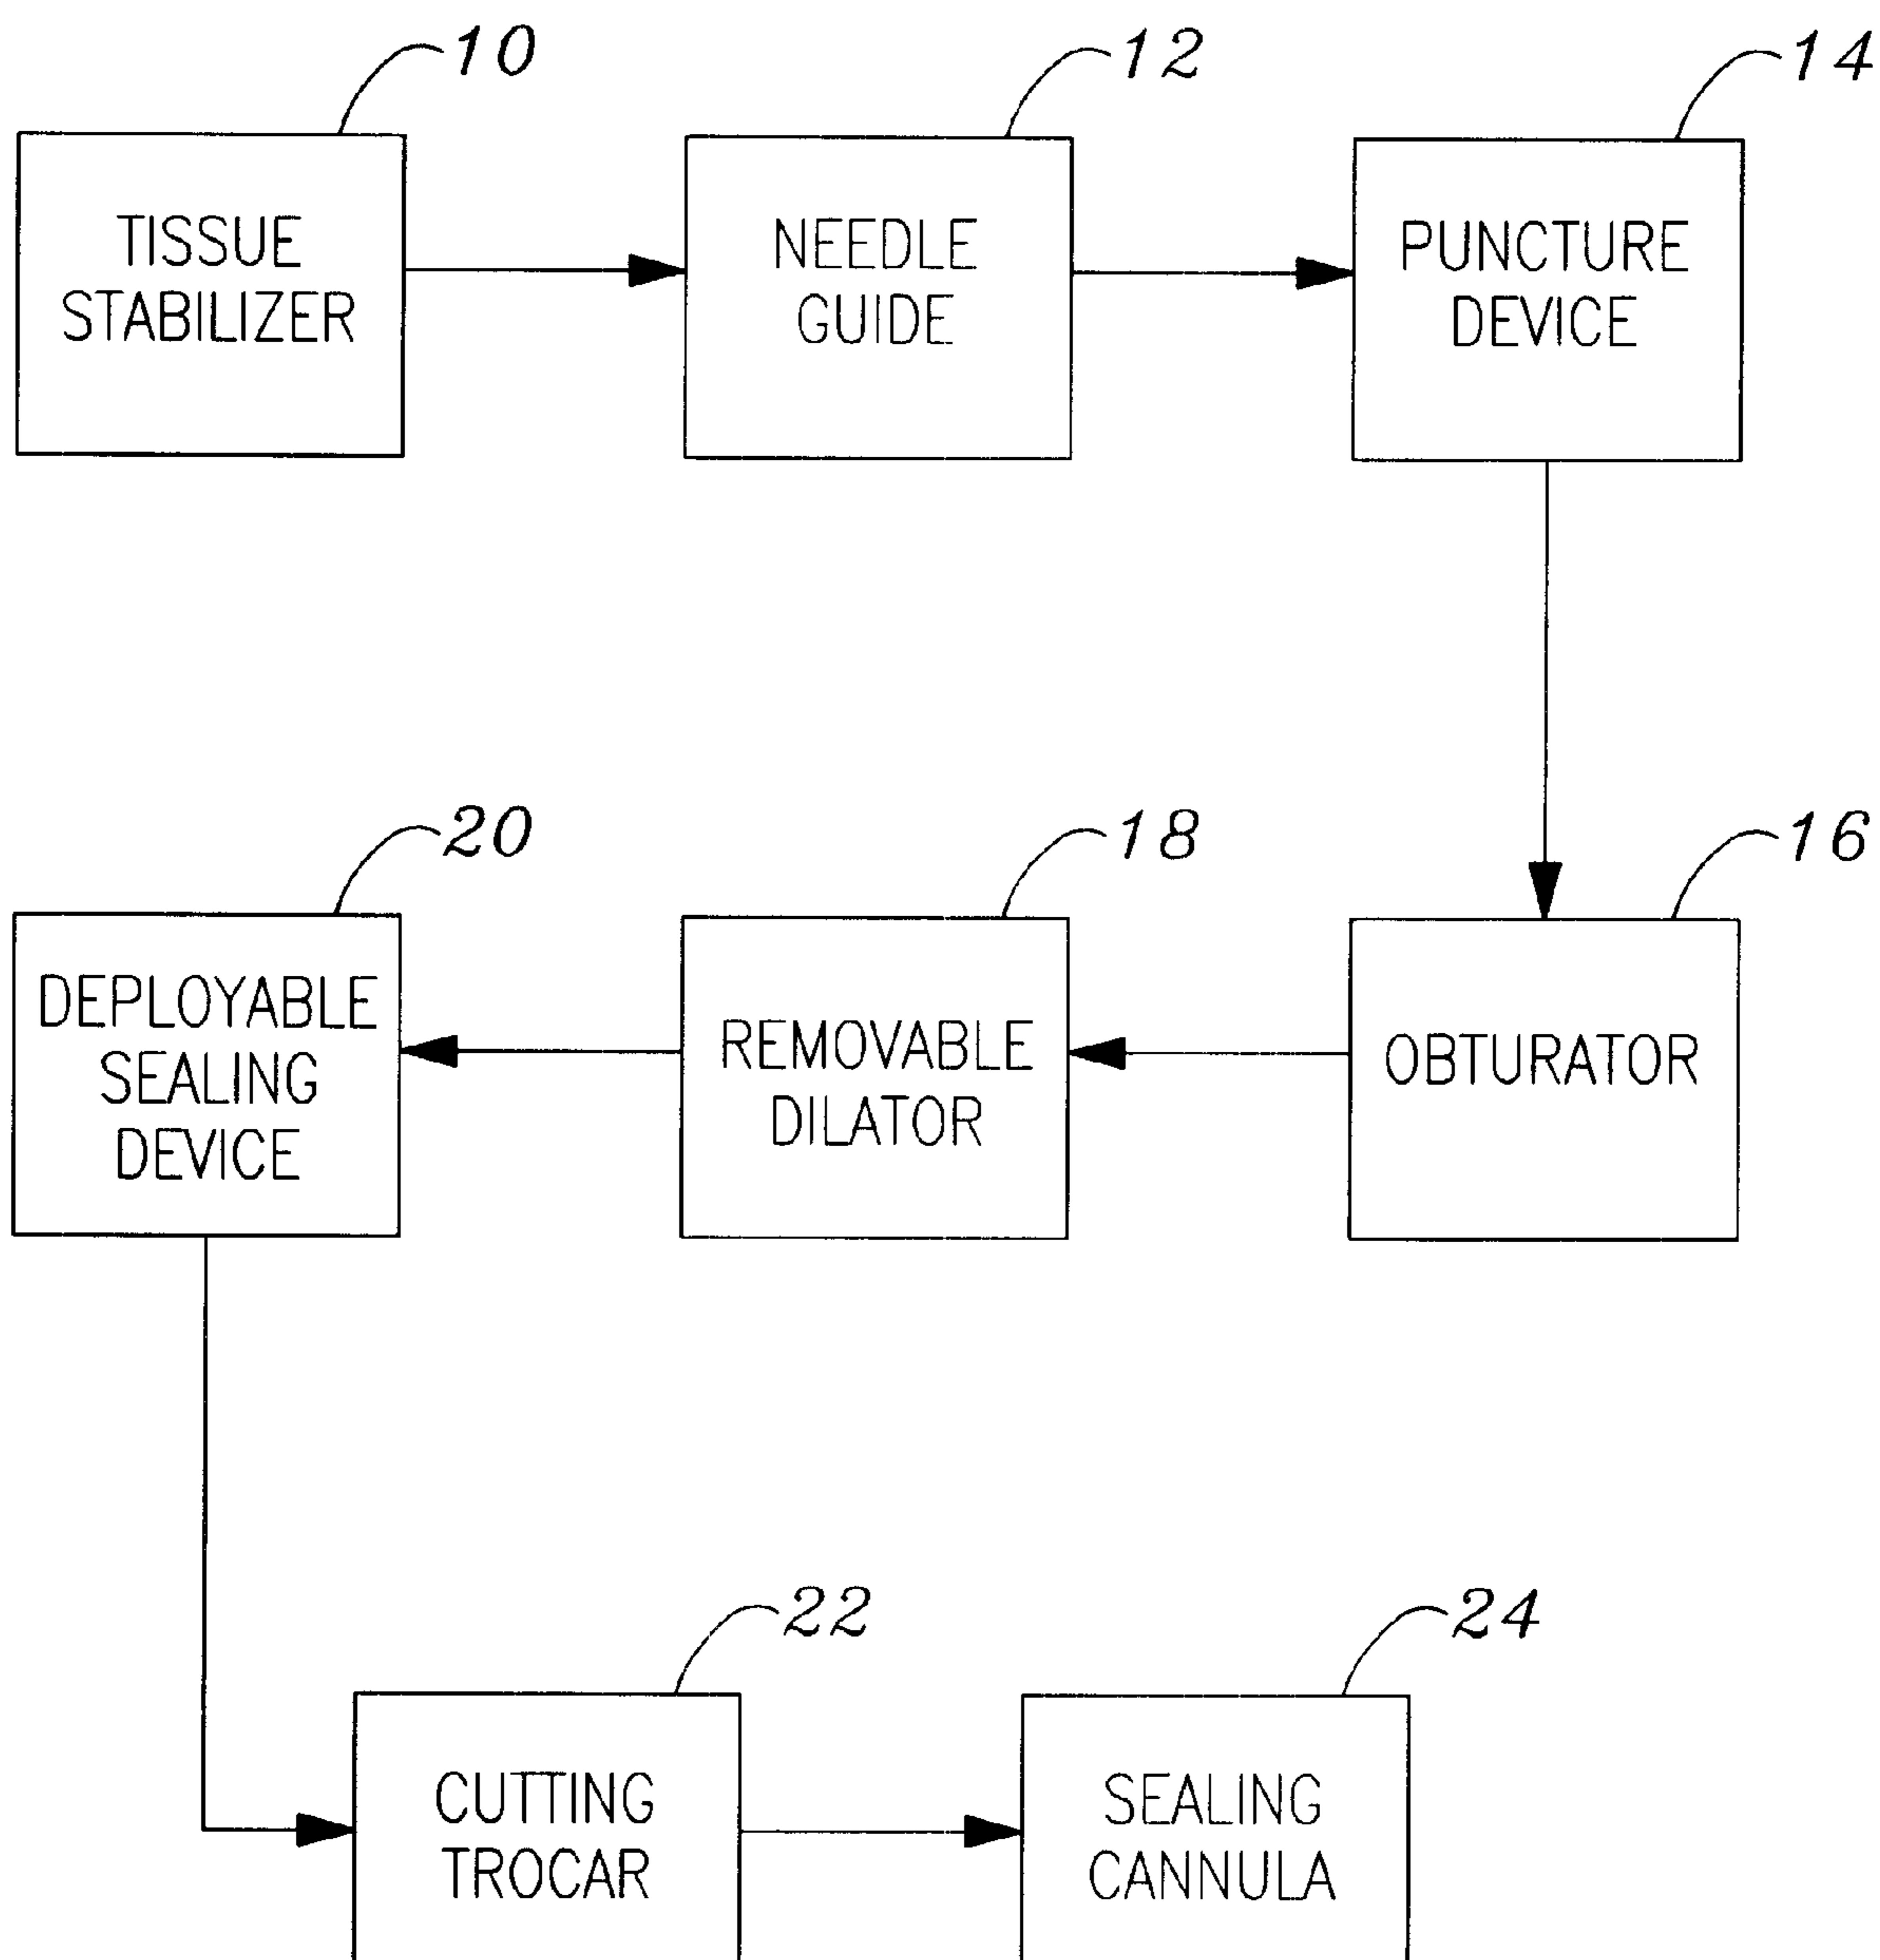 10
12
14
TISSUE
STABILIZER
NEEDLE
GUIDE
PUNCTURE
DEVICE
20
18
16
DEPLOYABLE
SEALING
DEVICE
REMOVABLE
DILATOR
OBTURATOR
22
24
CUTTING
TROCAR
SEALING
CANNULA